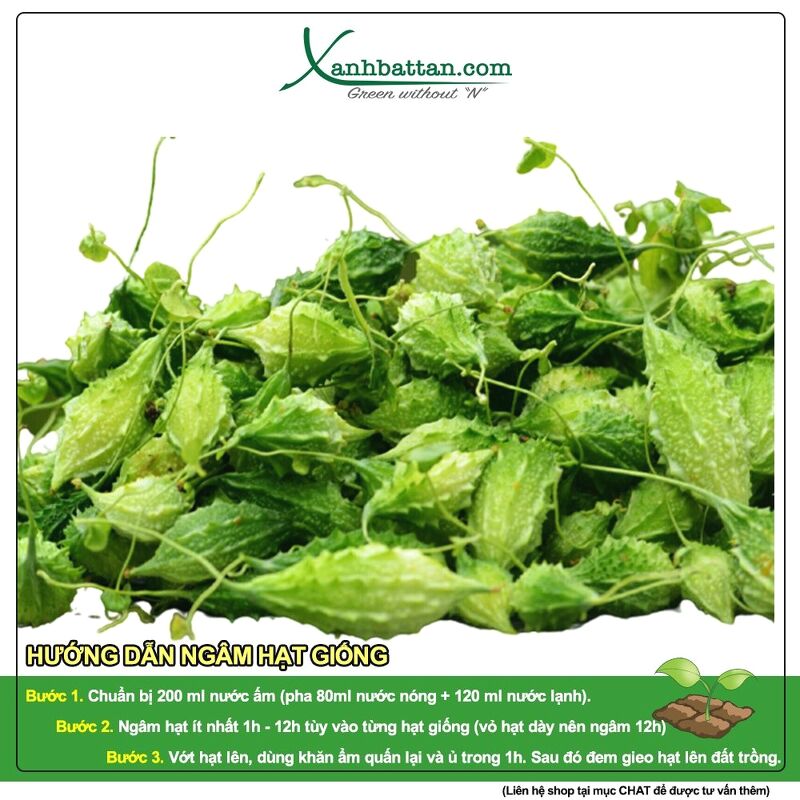 Xanhbattan.com
Green without "N"
HƯỚNG DẪN NGÂM HẠT GIỐNG
Bước 1. Chuẩn bị 200 ml nước ấm (pha 80ml nước nóng + 120 ml nước lạnh).
Bước 2. Ngâm hạt ít nhất 1h - 12h tùy vào từng hạt giống (vỏ hạt dày nên ngâm 12h)
Bước 3. Vớt hạt lên, dùng khăn ẩm quấn lại và ủ trong 1h. Sau đó đem gieo hạt lên đất trồng.
(Liên hệ shop tại mục CHAT để được tư vấn thêm)